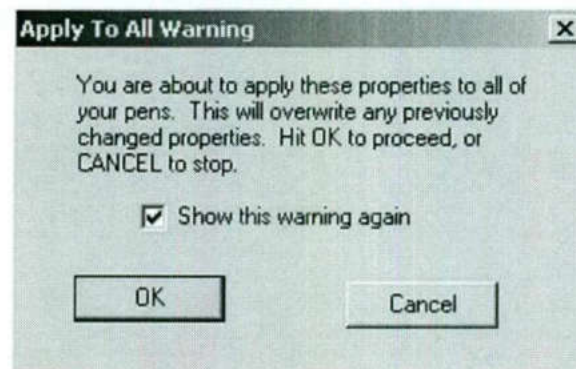 Apply To All Warning
You are about to apply these properties to all of
your pens. This will overwrite any previously
changed properties. Hit OK to proceed, or
CANCEL to stop.
Show this warning again
OK
Cancel